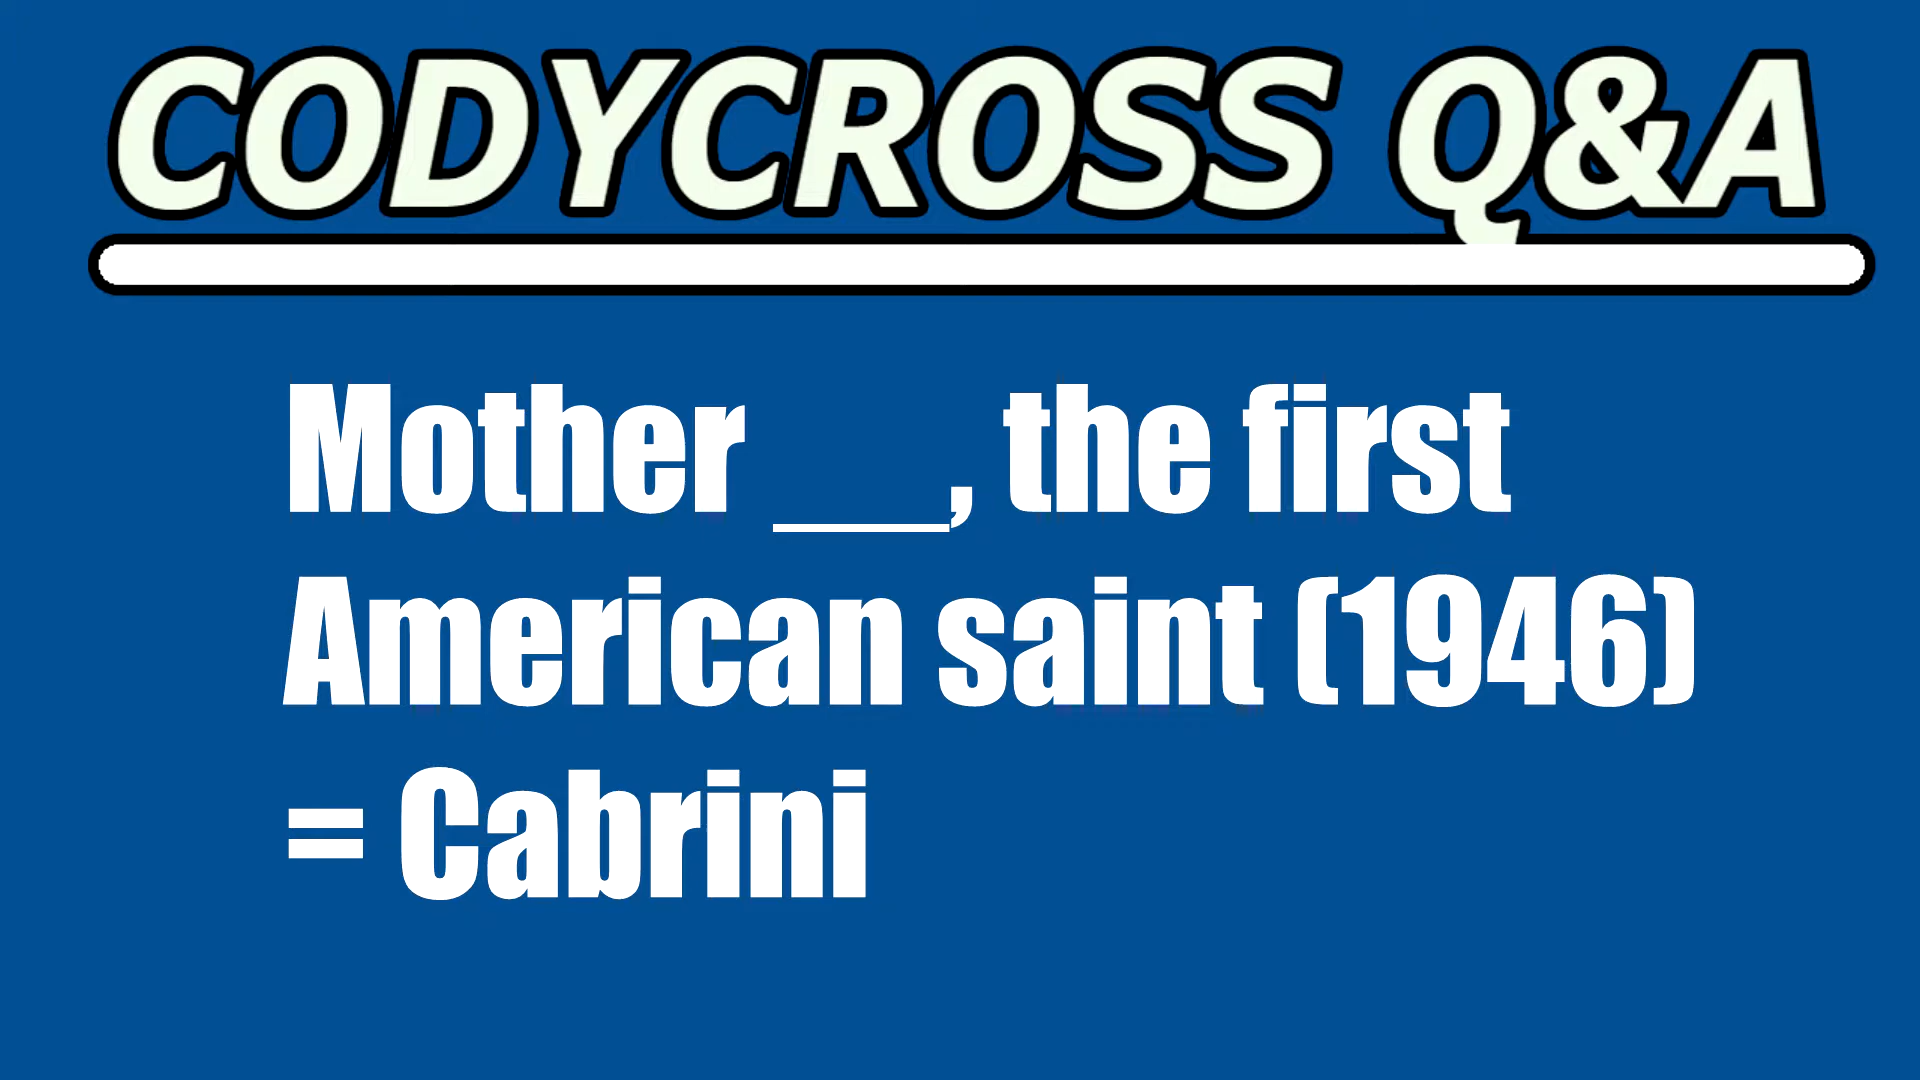 CODYCROSS Q&A
Mother ___, the first
American saint (1946)
= Cabrini